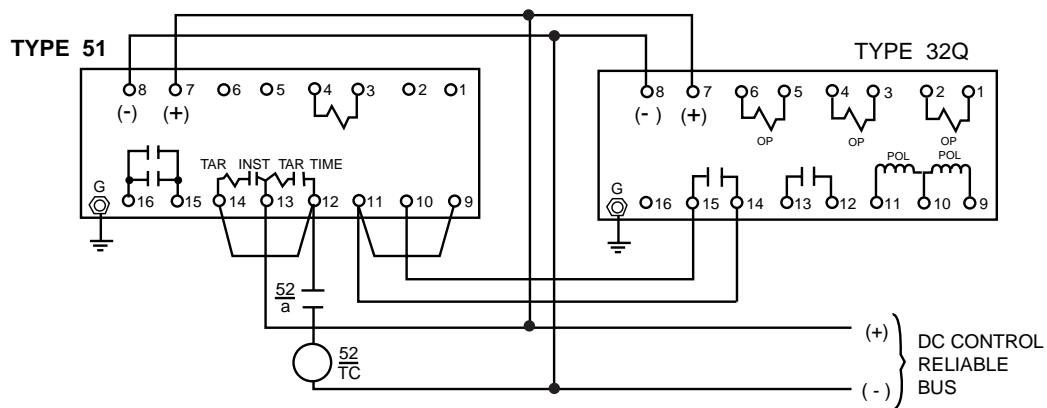 TYPE 51
TYPE 32Q
8 7 6 5 4 3 2 1
(-) (+)
8 7 6 5 4 3 2 1
(- ) (+)
OP OP OP
TAR INST TAR TIME
POL POL
G
16 15 14 13 12 11 10 9
G
16 15 14 13 12 11 10 9
52
a
52
TC
(+)
(-)
DC CONTROL
RELIABLE
BUS